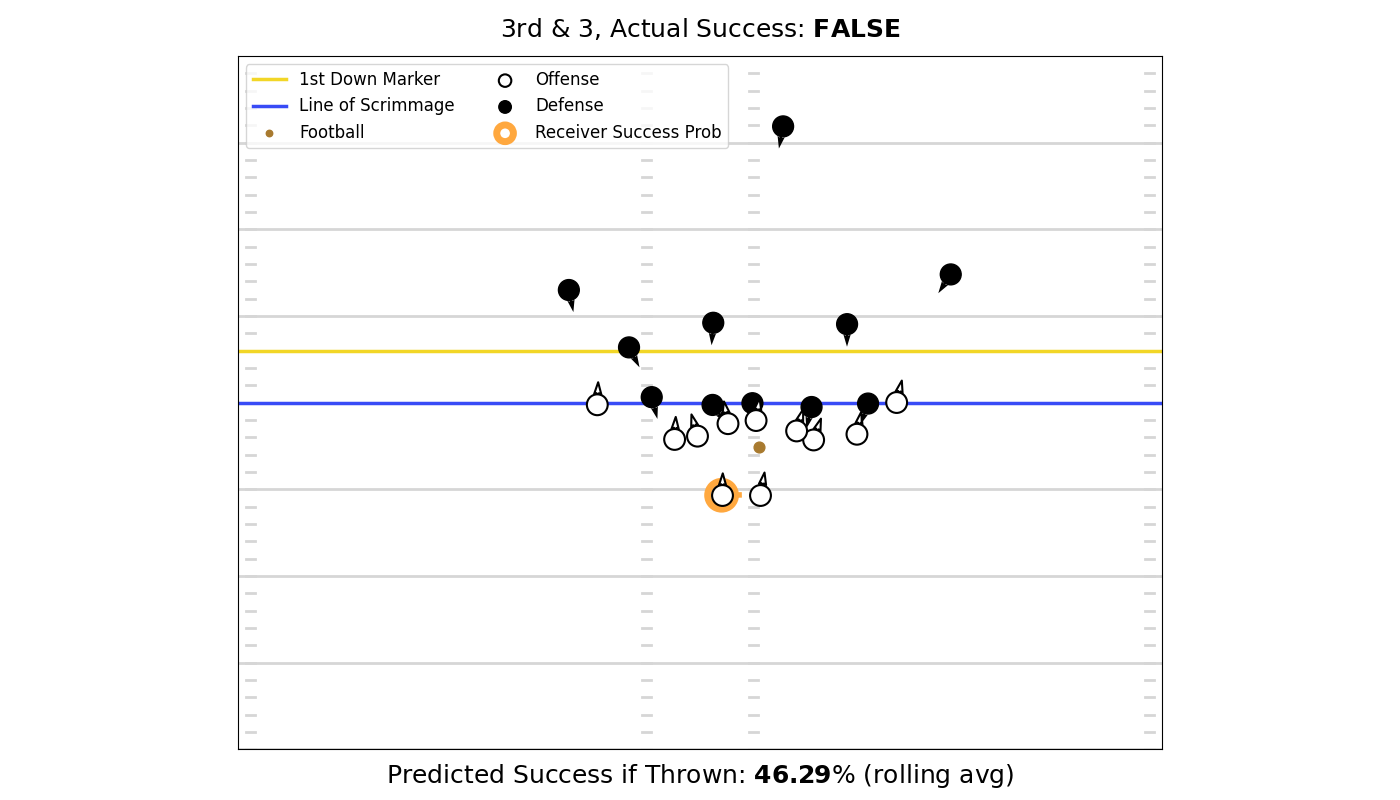 3rd & 3, Actual Success: FALSE
1st Down Marker
Line of Scrimmage
Football
Offense
Defense
Receiver Success Prob
Predicted Success if Thrown: 46.29% (rolling avg)